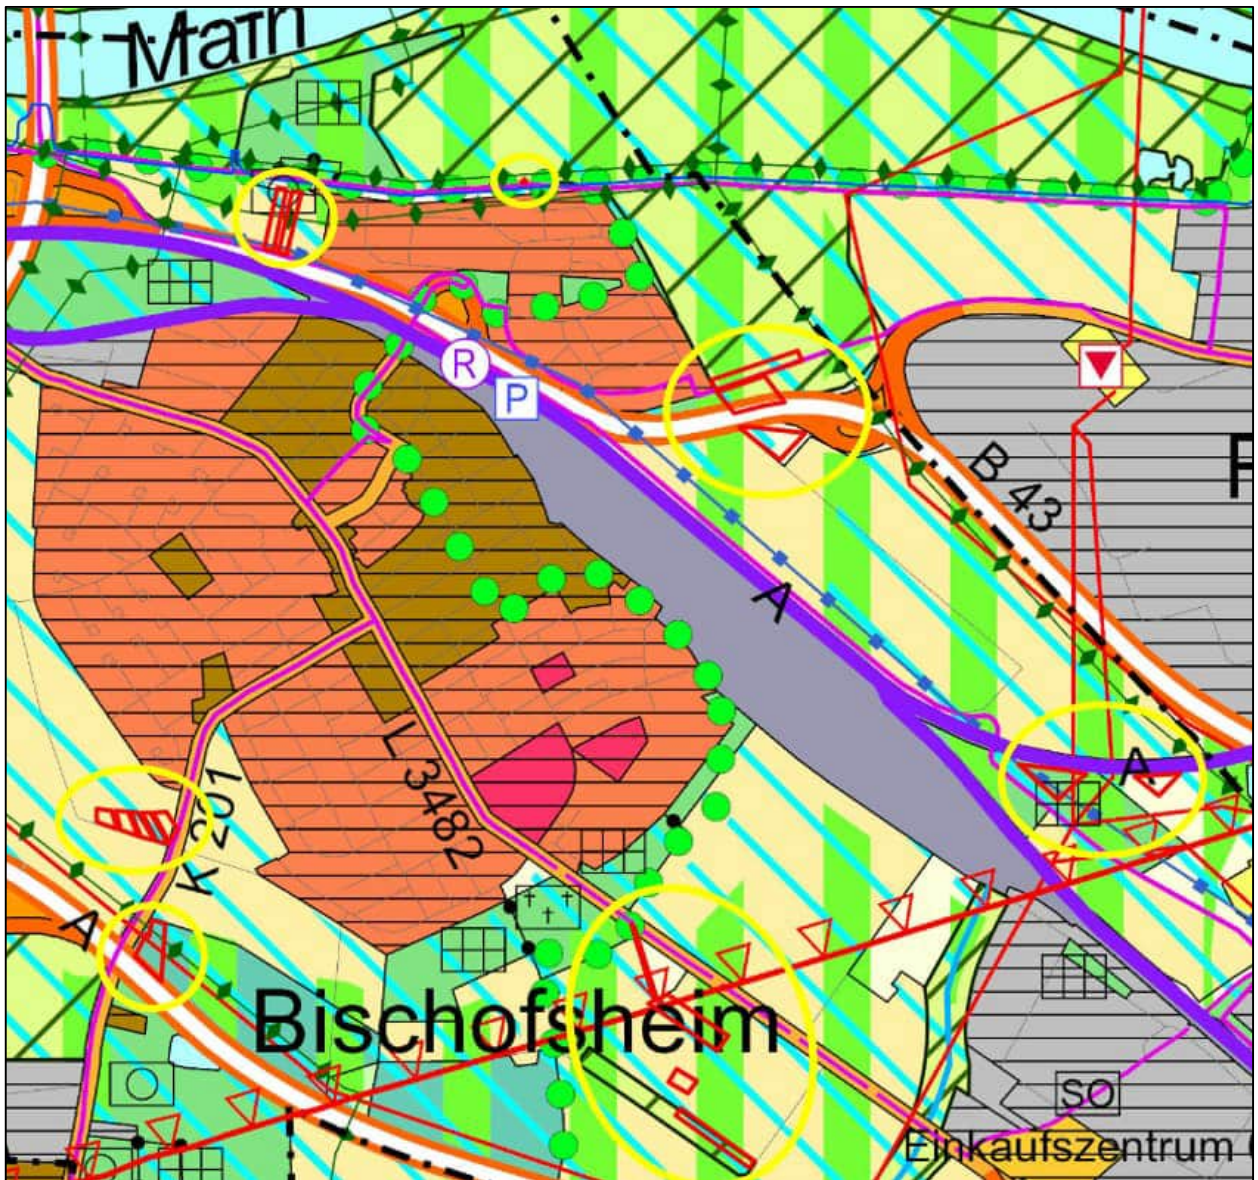 Main
R
P
B 43
A
L 3482
A
K 201
A
Bischofsheim
SO
Einkaufszentrum